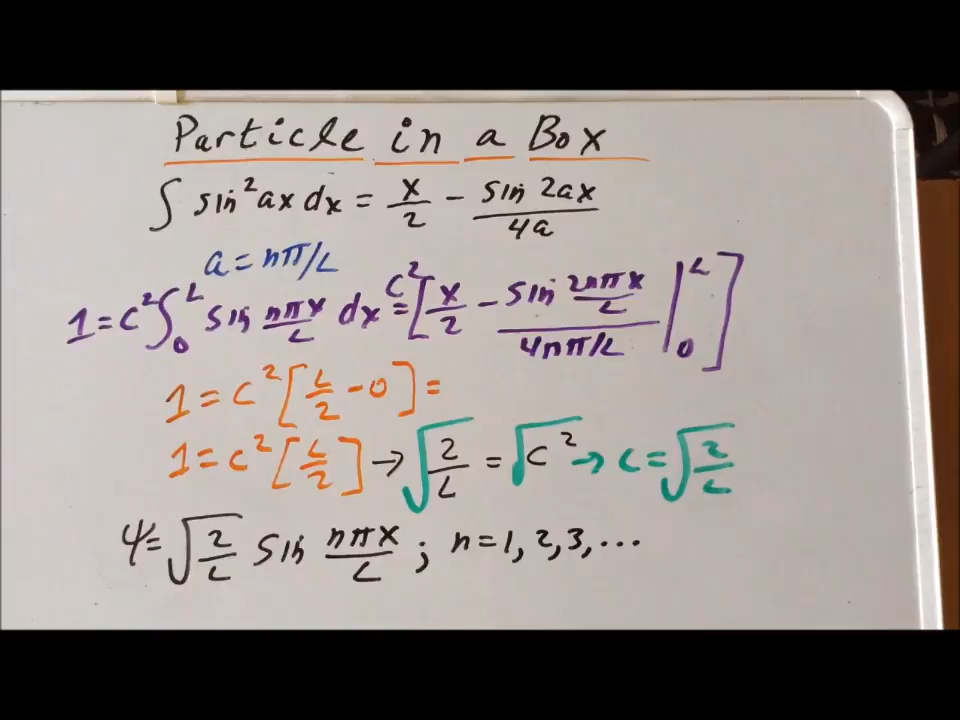 Particle in a Box
∫ sin²ax dx = x/2 − sin 2ax/4a
a = nπ/L
1 = c² ∫₀ᴸ sin nπx/L dx = c² [x/2 − sin 2nπx/L / 4nπ/L |₀ᴸ]
1 = c² [L/2 − 0] =
1 = c² [L/2] → √(2/L) = √c² → c = √(2/L)
ψ = √(2/L) sin nπx/L ; n = 1, 2, 3, ...